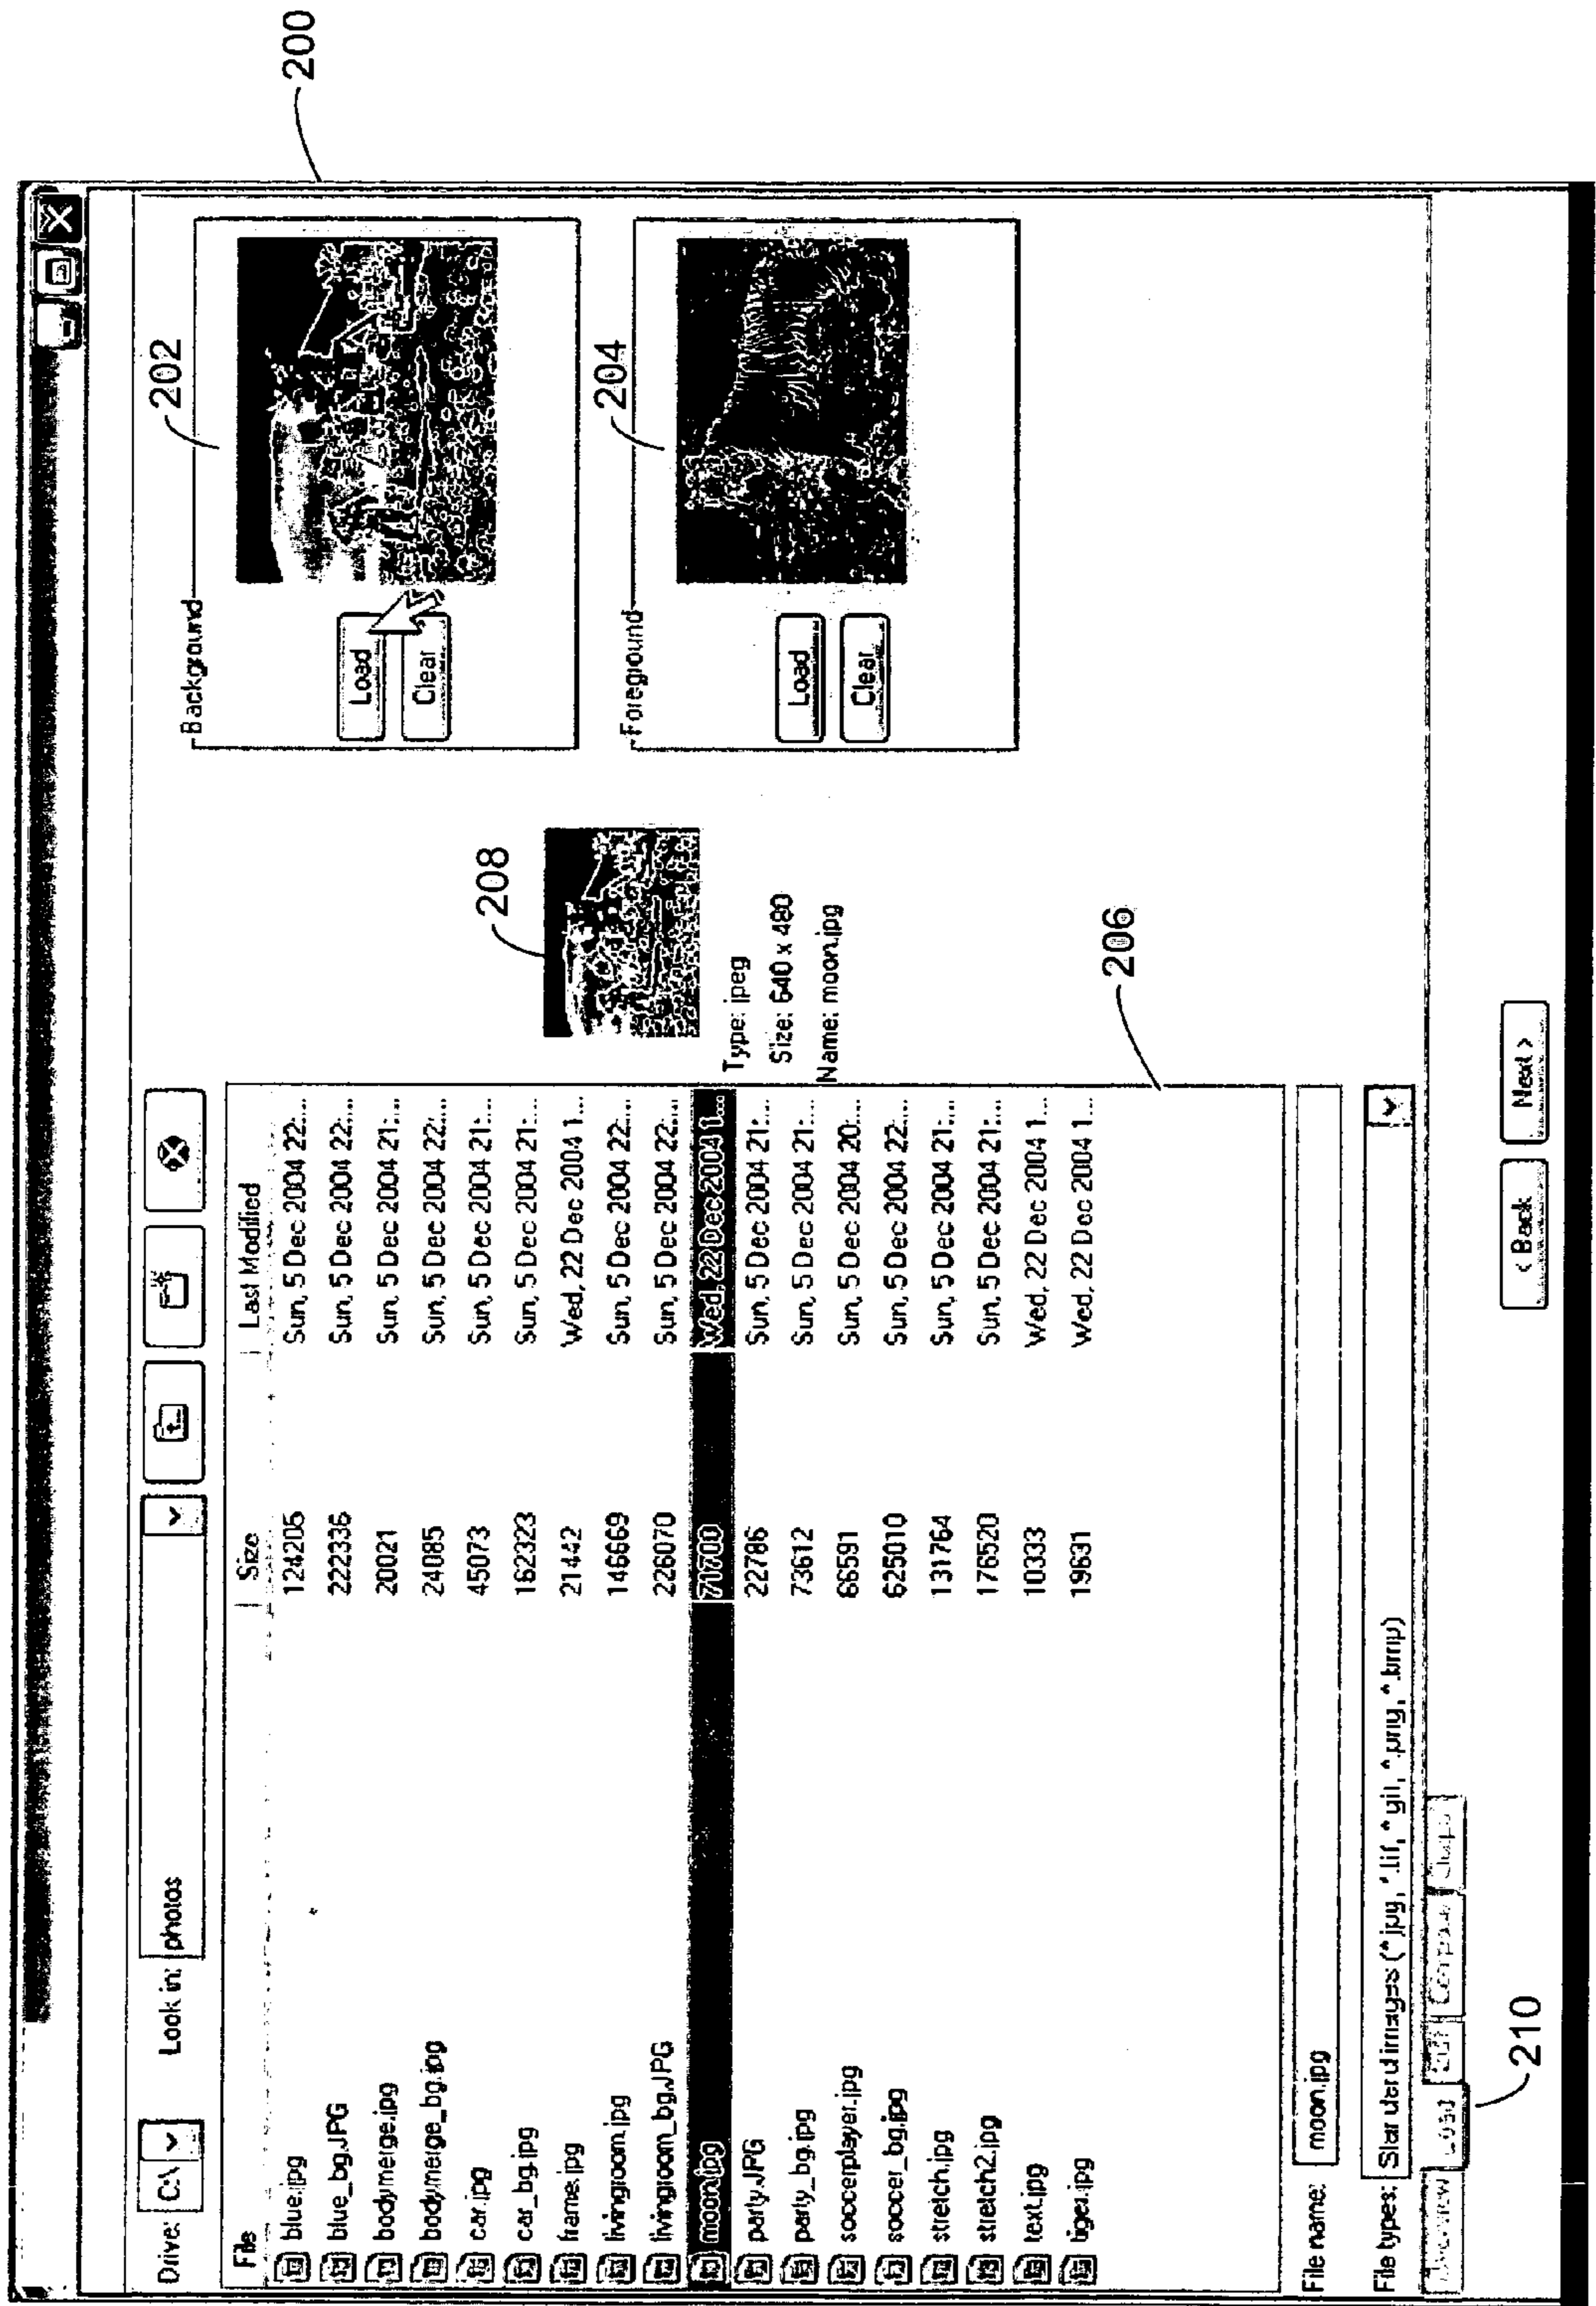 200
Drive: C:\ Look in: photos
File Size Last Modified
blue.jpg 124205 Sun, 5 Dec 2004 22:...
blue_bg.JPG 222336 Sun, 5 Dec 2004 22:...
bodymerge.jpg 20021 Sun, 5 Dec 2004 21:...
bodymerge_bg.jpg 24085 Sun, 5 Dec 2004 22:...
car.jpg 45073 Sun, 5 Dec 2004 21:...
car_bg.jpg 162323 Sun, 5 Dec 2004 21:...
frame.jpg 21442 Wed, 22 Dec 2004 1...
livingroom.jpg 146669 Sun, 5 Dec 2004 22:...
livingroom_bg.JPG 226070 Sun, 5 Dec 2004 22:...
moon.jpg 71700 Wed, 22 Dec 2004 1...
party.JPG 22786 Sun, 5 Dec 2004 21:...
party_bg.jpg 73612 Sun, 5 Dec 2004 21:...
soccerplayer.jpg 66591 Sun, 5 Dec 2004 20:...
soccer_bg.jpg 625010 Sun, 5 Dec 2004 22:...
stretch.jpg 131764 Sun, 5 Dec 2004 21:...
stretch2.jpg 176520 Sun, 5 Dec 2004 21:...
text.jpg 10333 Wed, 22 Dec 2004 1...
tiger.jpg 19631 Wed, 22 Dec 2004 1...
206
208
Type: jpeg
Size: 640 x 480
Name: moon.jpg
202
Background
Load
Clear
204
Foreground
Load
Clear
File name: moon.jpg
File types: Standard images (*.jpg, *.tif, *.gif, *.png, *.bmp)
Load
210
< Back Next >